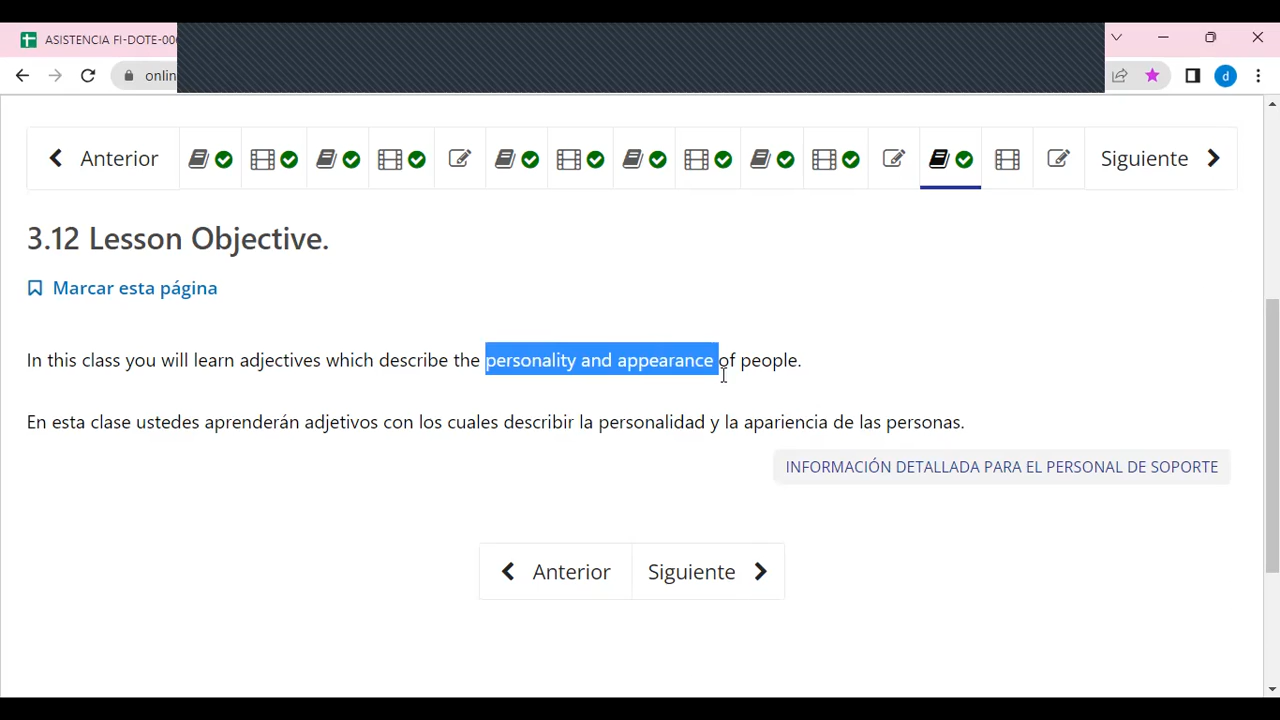 ASISTENCIA FI-DOTE-00
onlin
d
Anterior
Siguiente
3.12 Lesson Objective.
Marcar esta página
In this class you will learn adjectives which describe the personality and appearance of people.
En esta clase ustedes aprenderán adjetivos con los cuales describir la personalidad y la apariencia de las personas.
INFORMACIÓN DETALLADA PARA EL PERSONAL DE SOPORTE
Anterior
Siguiente